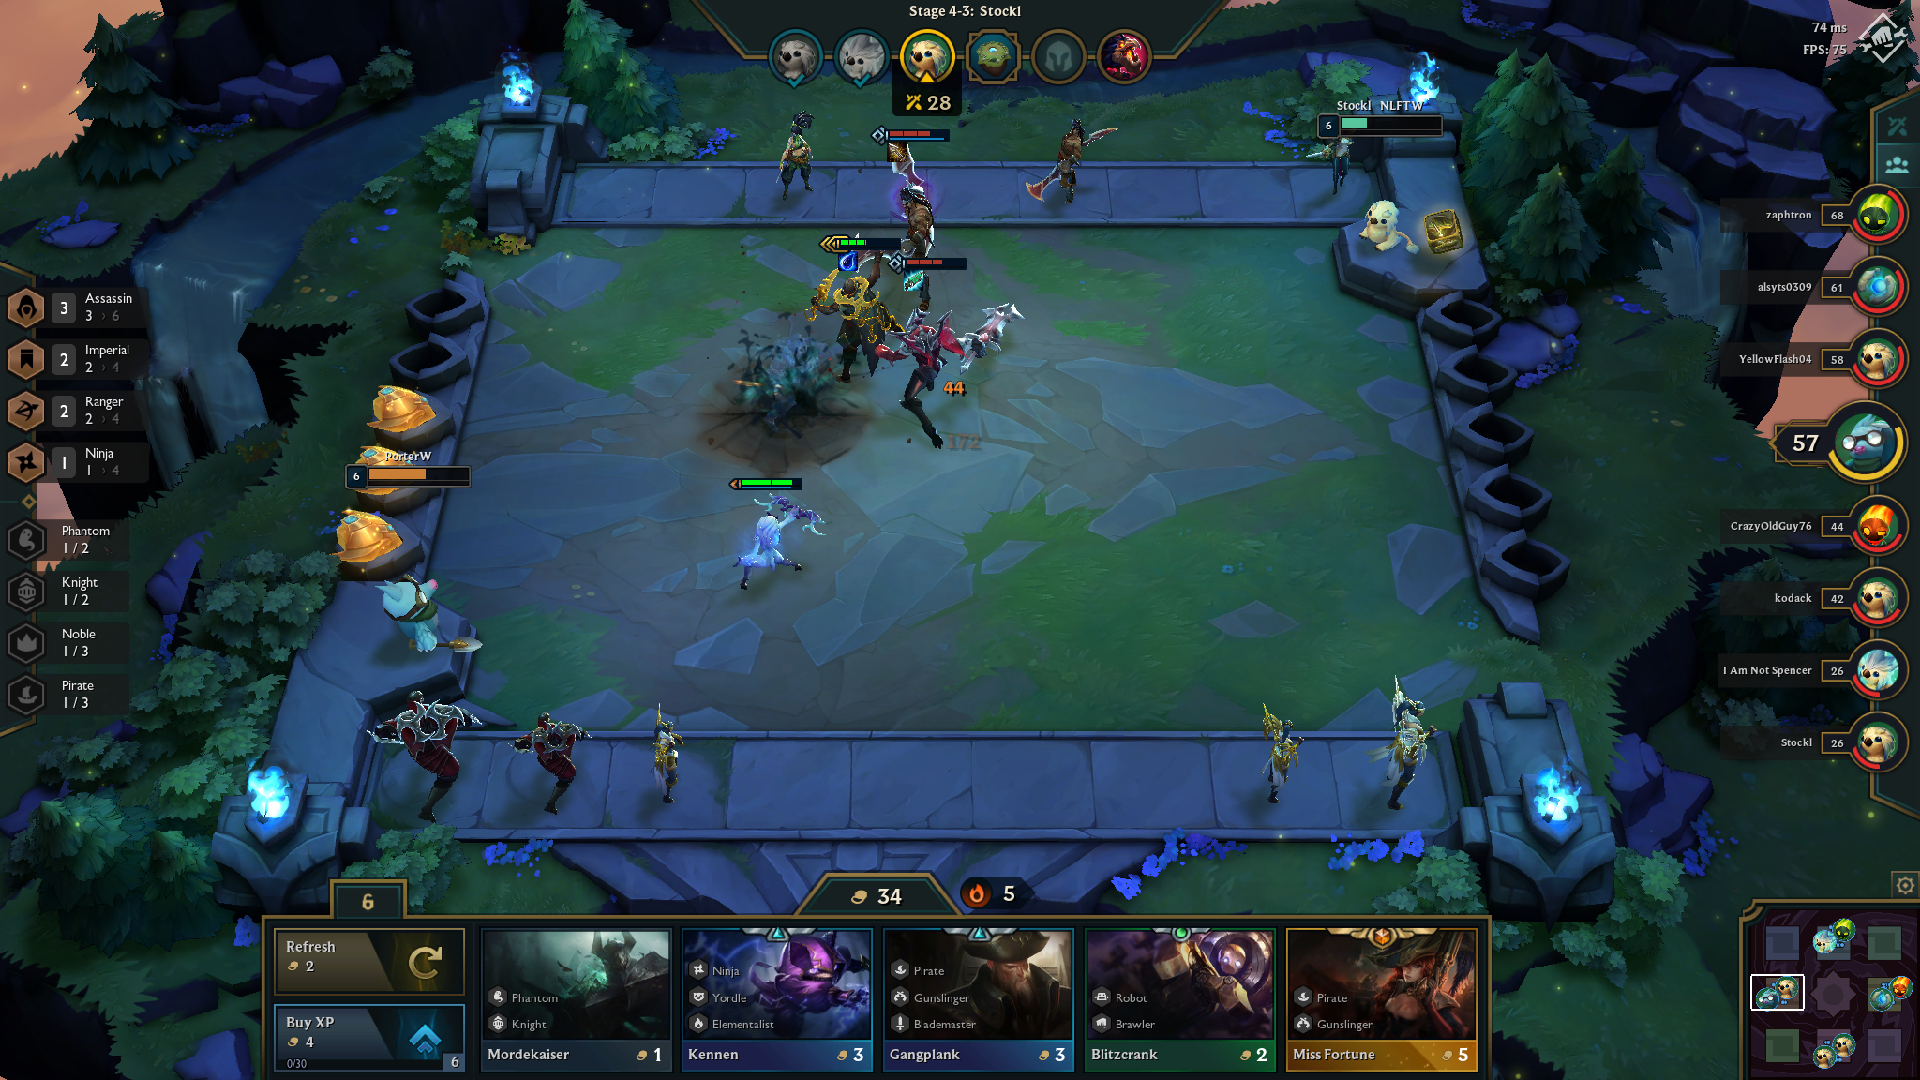 Stage 4-3: Stockl
74 ms
FPS: 75
28
Stockl NLFTW
6
zaphtron 68
alsyts0309 61
YellowFlash04 58
57
CrazyOldGuy76 44
kodack 42
I Am Not Spencer 26
Stockl 26
3 Assassin
3 > 6
2 Imperial
2 > 4
2 Ranger
2 > 4
1 Ninja
1 > 4
Phantom
1 / 2
Knight
1 / 2
Noble
1 / 3
Pirate
1 / 3
PorterW
6
44
172
6
34
5
Refresh
2
Buy XP
4
0/30
6
Phantom
Knight
Mordekaiser 1
Ninja
Yordle
Elementalist
Kennen 3
Pirate
Gunslinger
Blademaster
Gangplank 3
Robot
Brawler
Blitzcrank 2
Pirate
Gunslinger
Miss Fortune 5